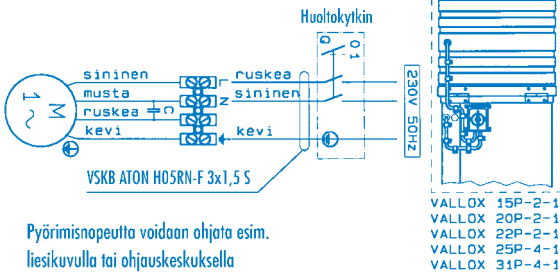 Huoltokytkin
G
0 1
sininen
musta
ruskea
kevi
M
1 ~
C
L
N
ruskea
sininen
kevi
230V 50Hz
VSKB ATON H05RN-F 3x1,5 S
Pyörimisnopeutta voidaan ohjata esim.
liesikuvulla tai ohjauskeskuksella
VALLOX 15P-2-1
VALLOX 20P-2-1
VALLOX 22P-2-1
VALLOX 25P-4-1
VALLOX 31P-4-1